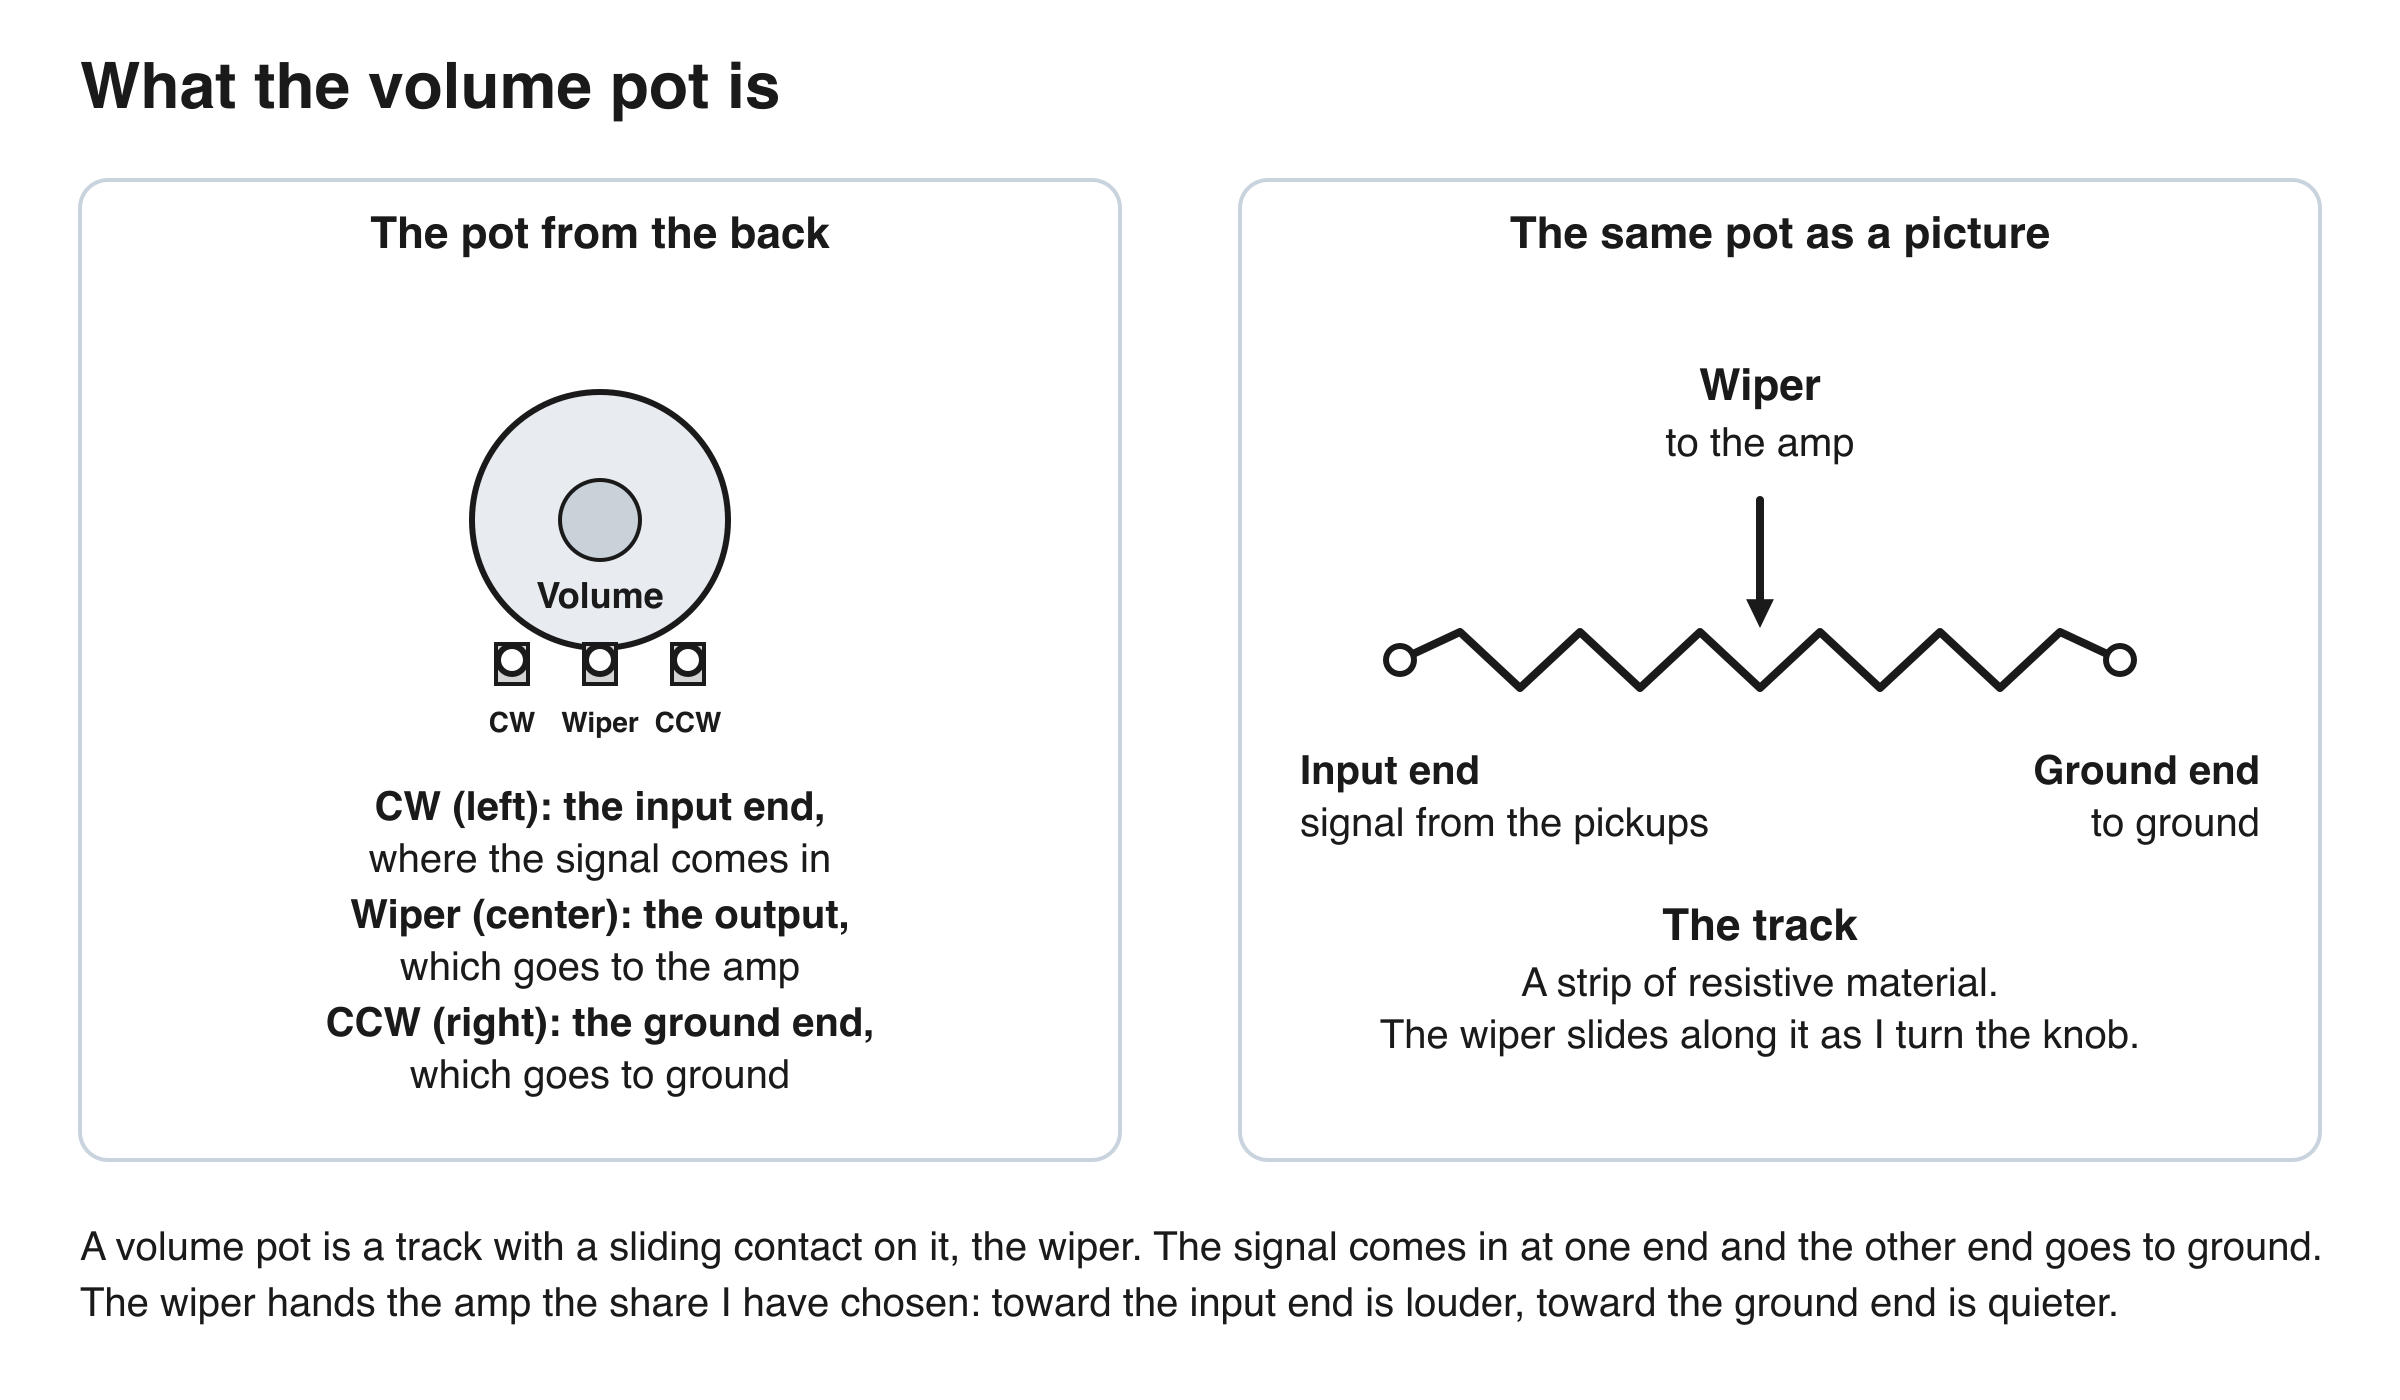 What the volume pot is
The pot from the back
Volume
CW Wiper CCW
CW (left): the input end,
where the signal comes in
Wiper (center): the output,
which goes to the amp
CCW (right): the ground end,
which goes to ground
The same pot as a picture
Wiper
to the amp
Input end
signal from the pickups
Ground end
to ground
The track
A strip of resistive material.
The wiper slides along it as I turn the knob.
A volume pot is a track with a sliding contact on it, the wiper. The signal comes in at one end and the other end goes to ground.
The wiper hands the amp the share I have chosen: toward the input end is louder, toward the ground end is quieter.